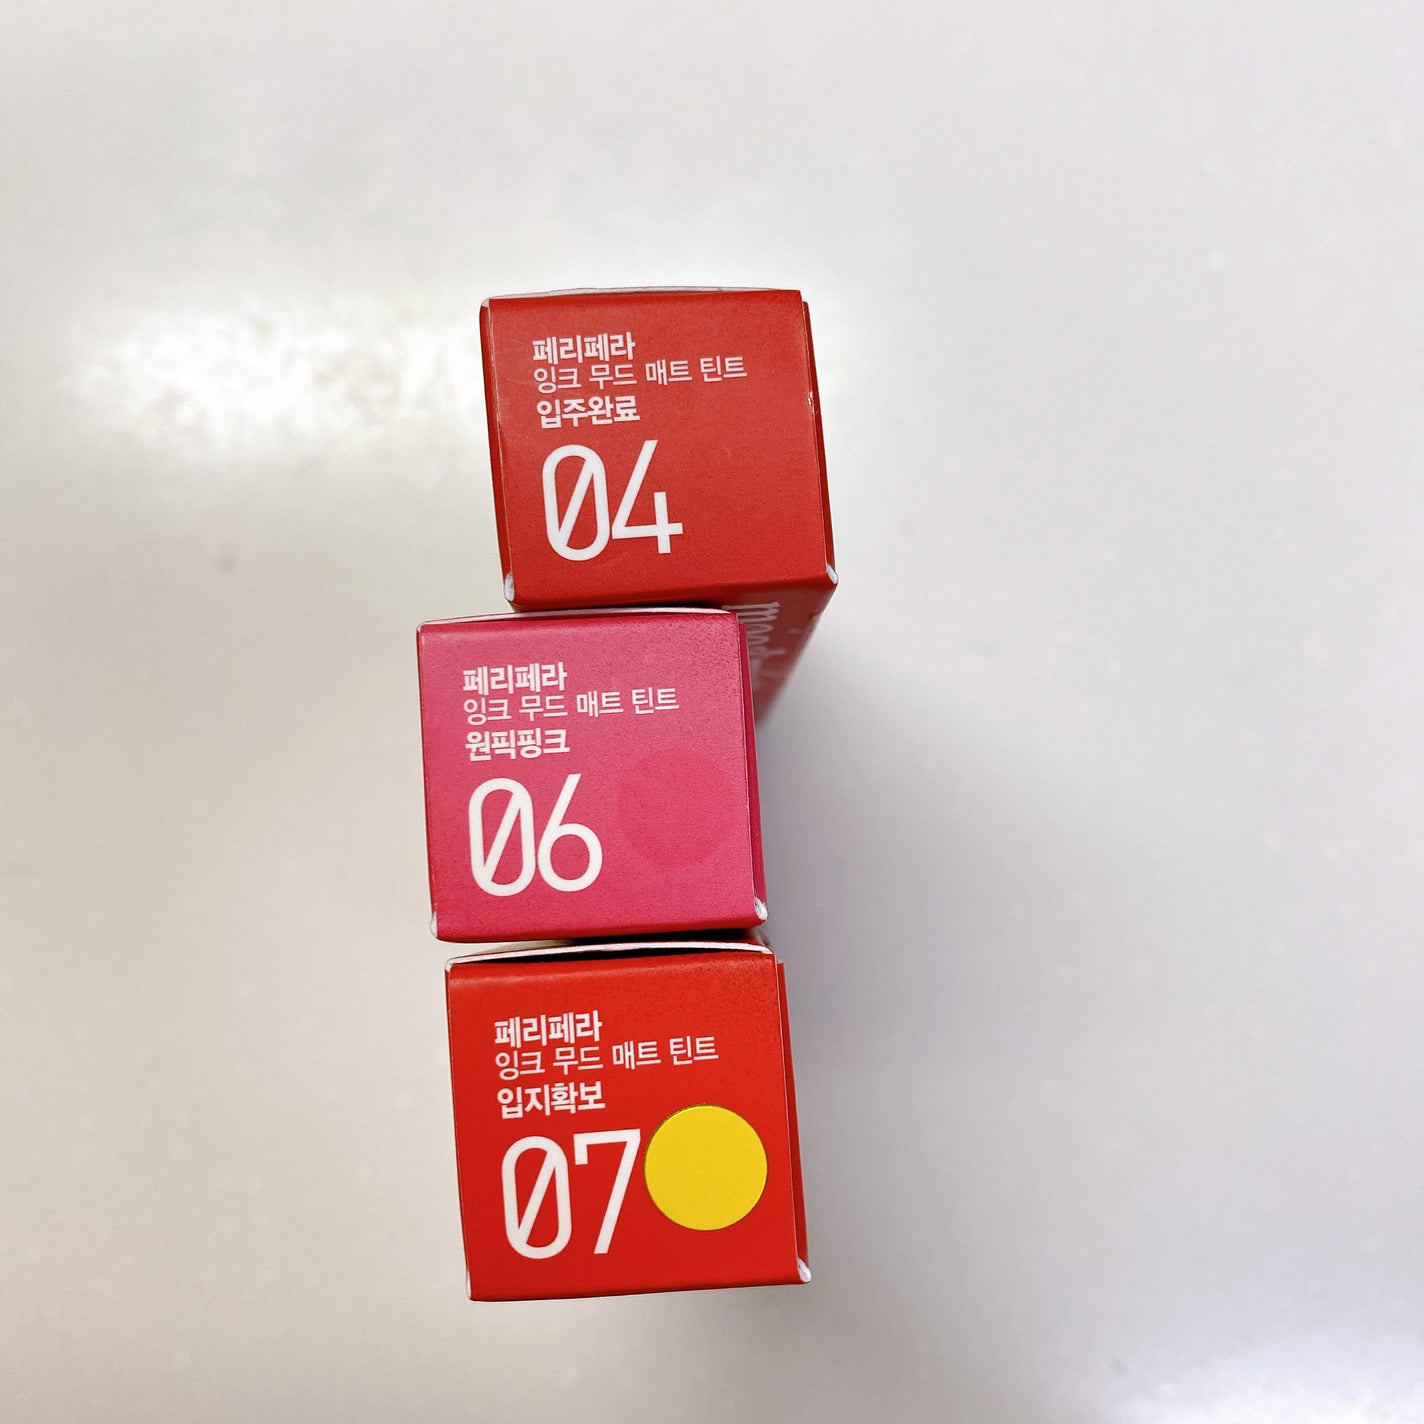 페리페라
잉크 무드 매트 틴트
입주완료
04
mood
페리페라
잉크 무드 매트 틴트
원픽핑크
06
페리페라
잉크 무드 매트 틴트
입지확보
07